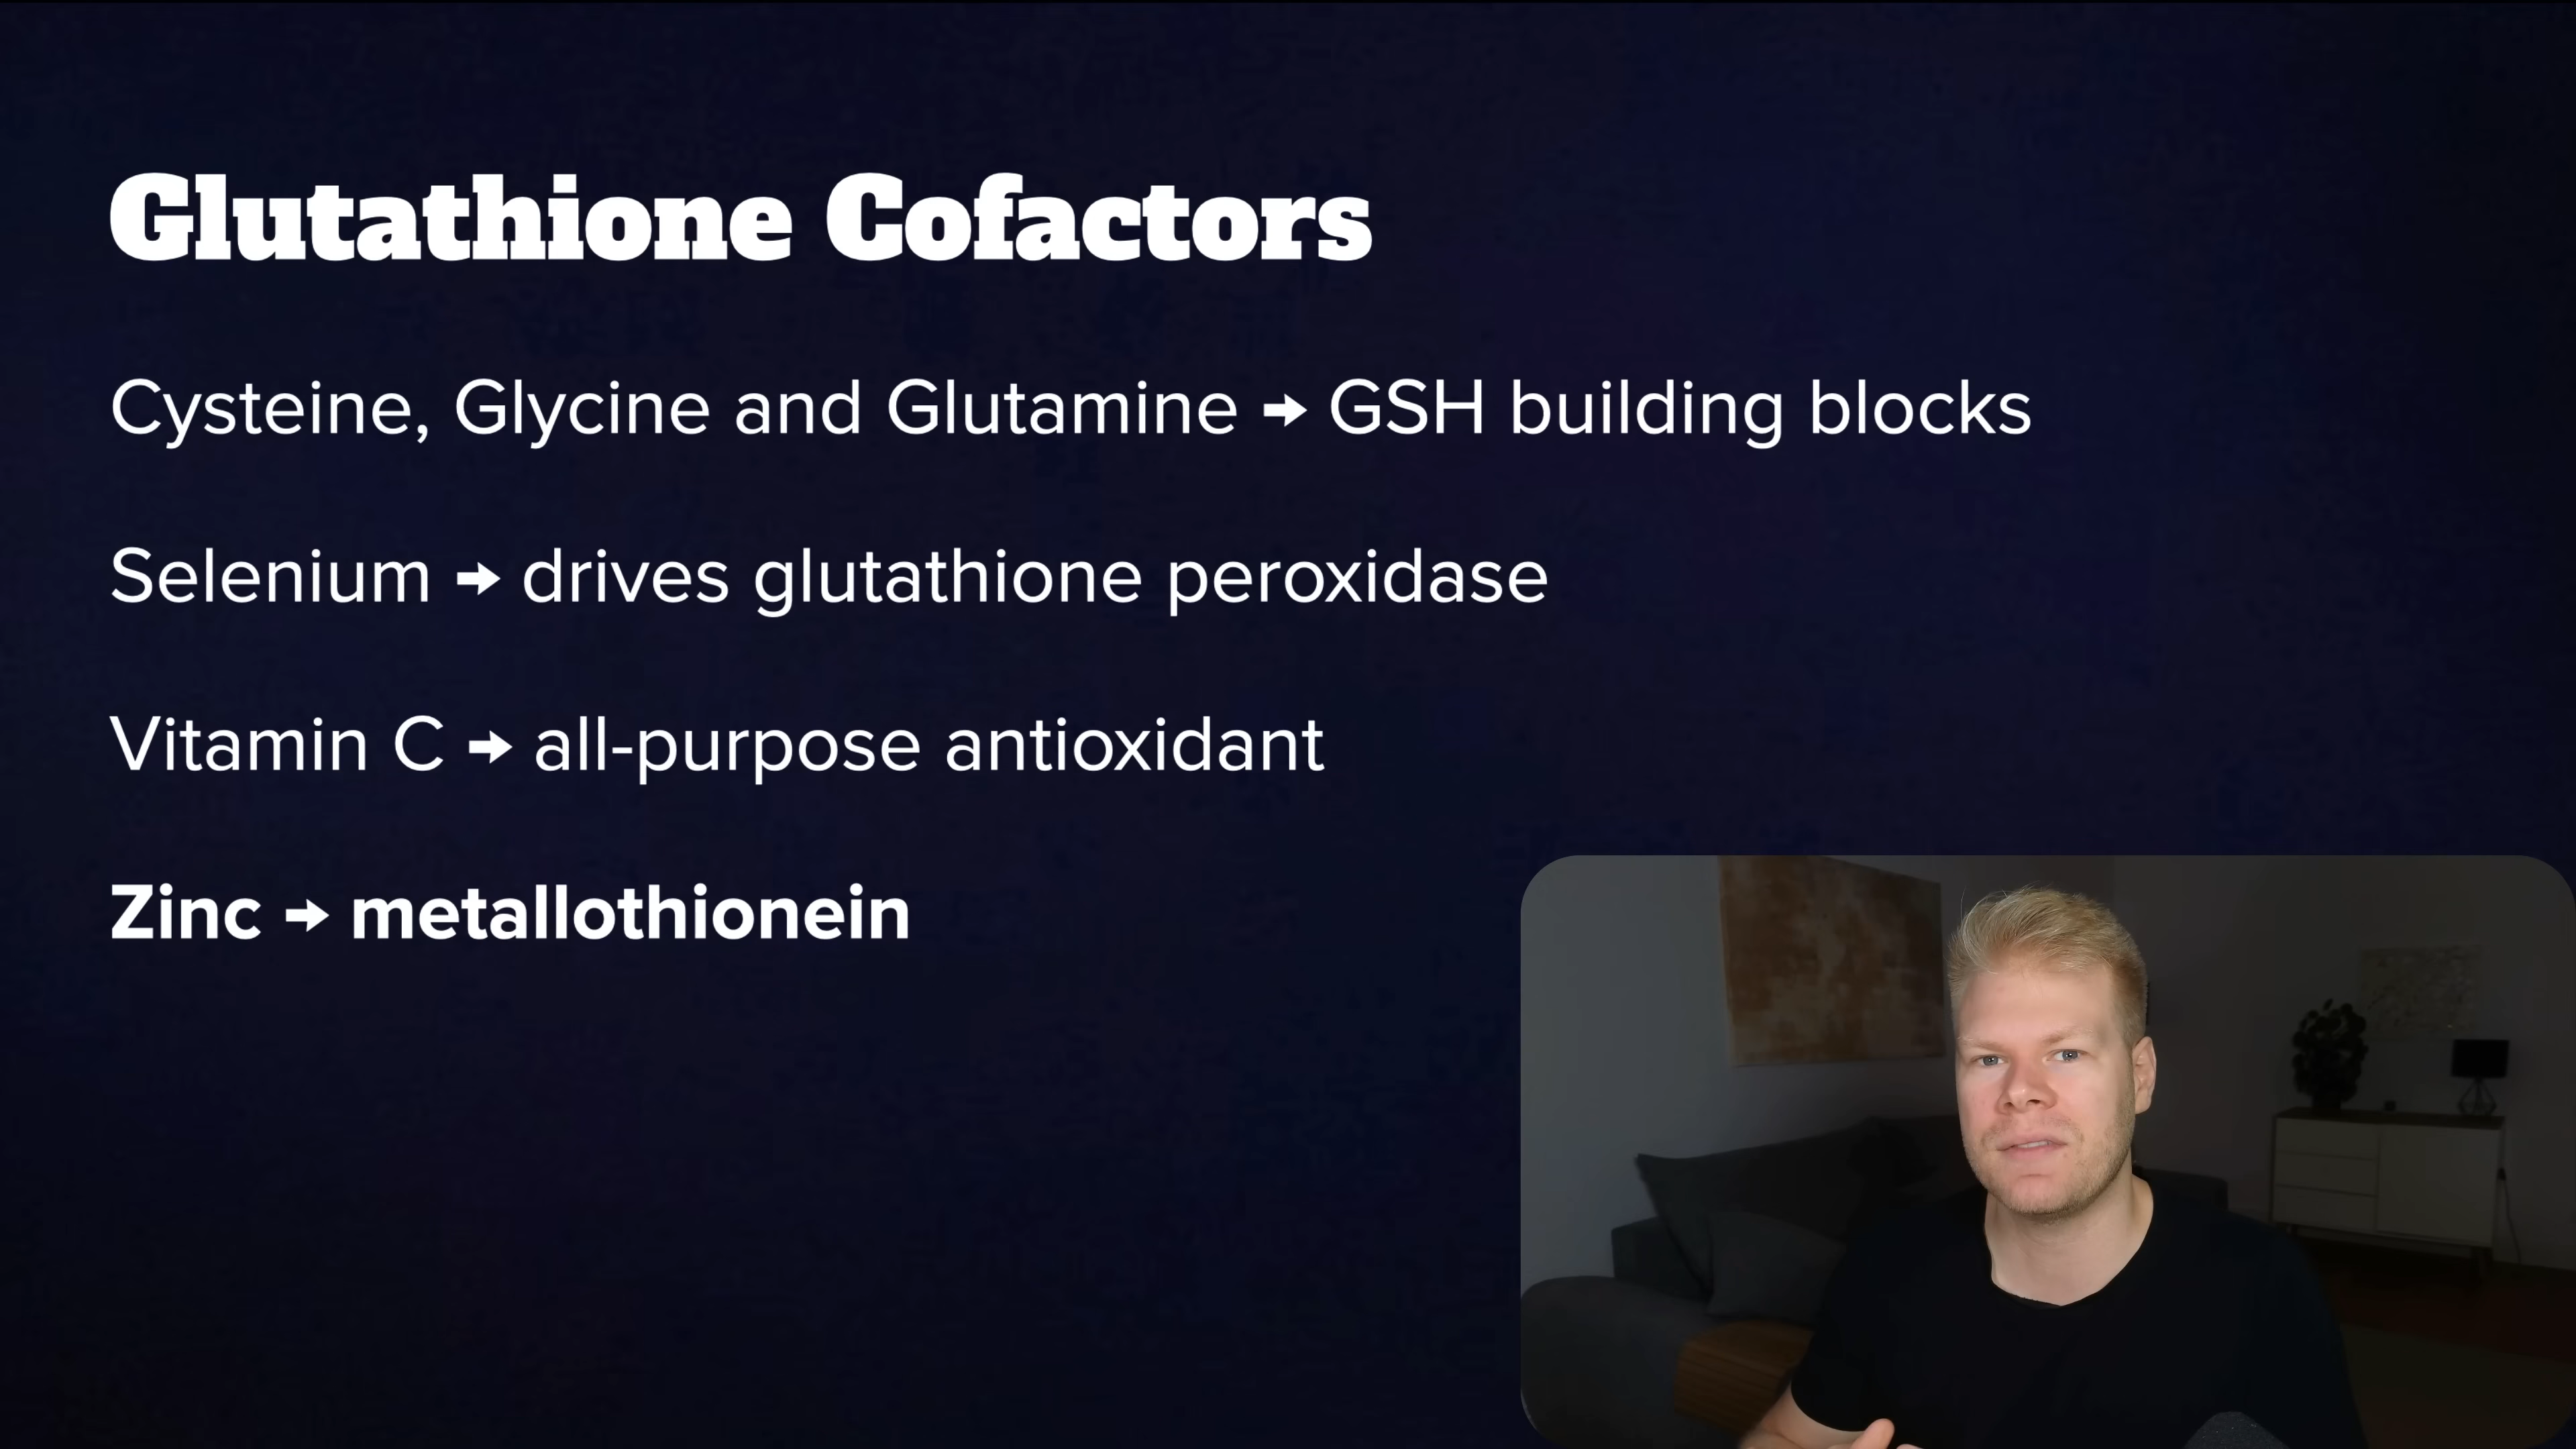 Glutathione Cofactors
Cysteine, Glycine and Glutamine → GSH building blocks
Selenium → drives glutathione peroxidase
Vitamin C → all-purpose antioxidant
Zinc → metallothionein